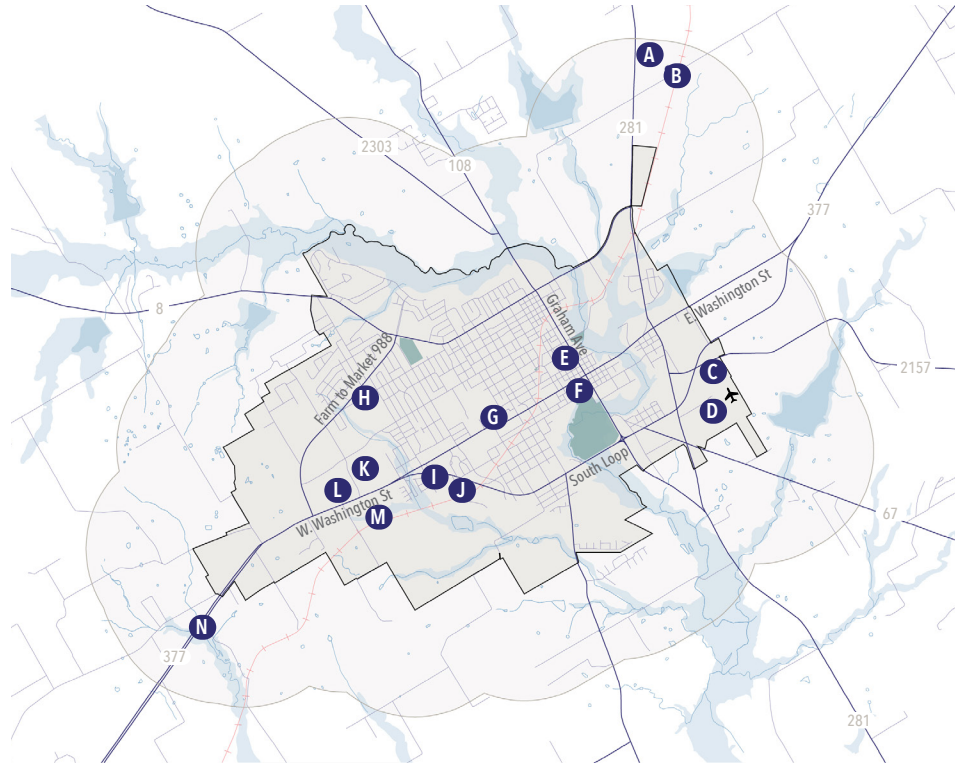 A
B
281
2303
108
377
8
E. Washington St
Graham Ave
Farm to Market 988
E
C
2157
F
H
D
G
South Loop
K
I
J
L
W. Washington St
M
67
N
377
281